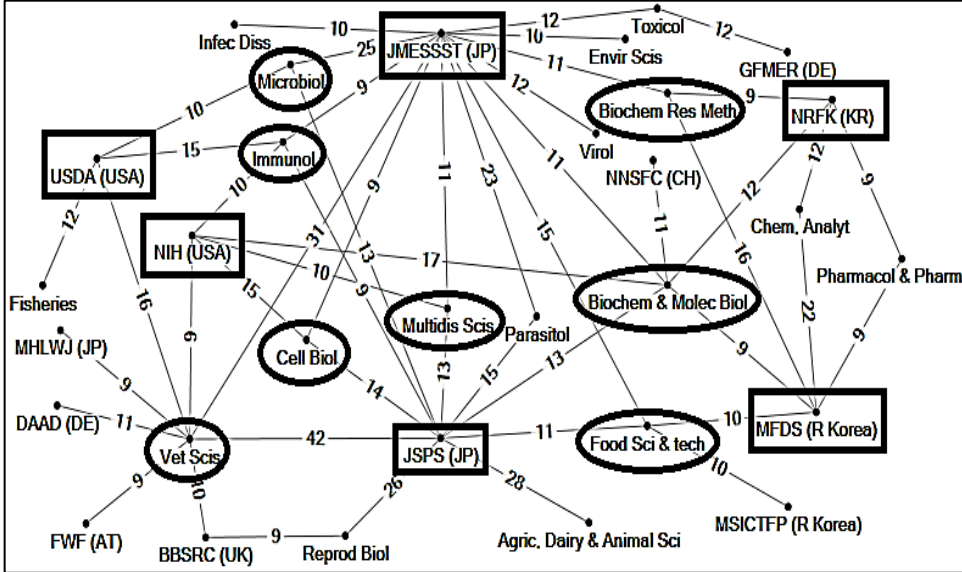 12
Toxicol
Infec Diss
10
10
12
25
JMESSST (JP)
Envir Scis
11
GFMER (DE)
Microbiol
12
9
10
Biochem Res Meth
9
NRFK (KR)
15
Immunol
Virol
USDA (USA)
11
23
11
NNSFC (CH)
12
12
10
9
9
12
31
13
15
11
Chem, Analyt
NIH (USA)
17
16
Pharmacol & Pharm
10
Fisheries
16
15
9
Biochem & Molec Biol
22
Multidis Scis
Parasitol
MHLWJ (JP)
9
Cell Biol
9
9
13
15
13
9
14
DAAD (DE)
11
10
MFDS (R Korea)
42
11
Vet Scis
JSPS (JP)
Food Sci & tech
10
9
10
26
28
MSICTFP (R Korea)
FWF (AT)
9
BBSRC (UK)
Reprod Biol
Agric, Dairy & Animal Sci